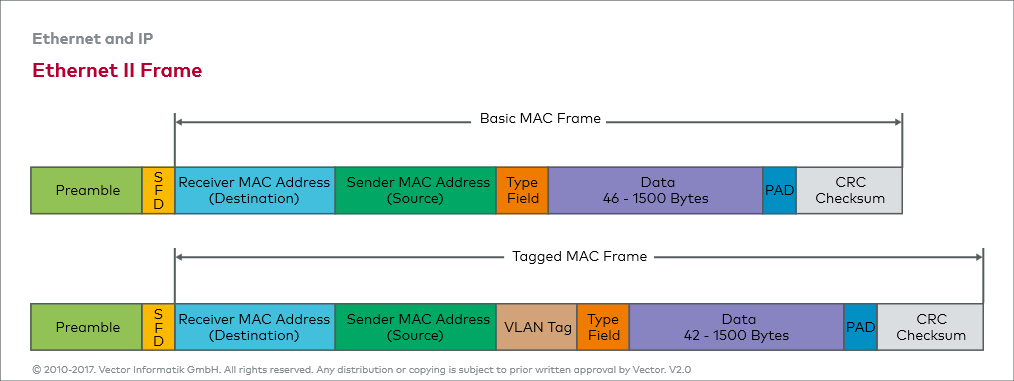 Ethernet and IP
Ethernet II Frame
Basic MAC Frame
Preamble
S
F
D
Receiver MAC Address
(Destination)
Sender MAC Address
(Source)
Type
Field
Data
46 - 1500 Bytes
PAD
CRC
Checksum
Tagged MAC Frame
Preamble
S
F
D
Receiver MAC Address
(Destination)
Sender MAC Address
(Source)
VLAN Tag
Type
Field
Data
42 - 1500 Bytes
PAD
CRC
Checksum
© 2010-2017. Vector Informatik GmbH. All rights reserved. Any distribution or copying is subject to prior written approval by Vector. V2.0